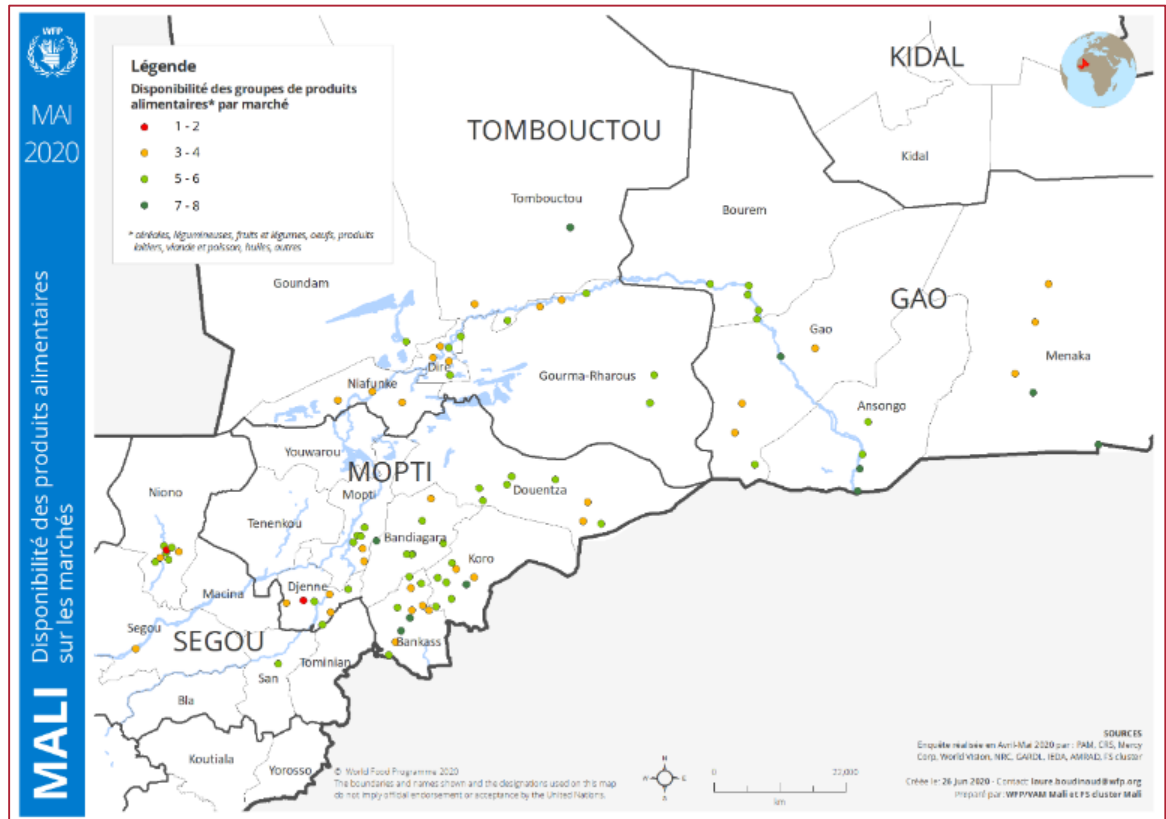 WFP
MAI
2020
MALI
Disponibilité des produits alimentaires
sur les marchés
Légende
Disponibilité des groupes de produits
alimentaires* par marché
1 - 2
3 - 4
5 - 6
7 - 8
* céréales, légumineuses, fruits et légumes, oeufs, produits
laitiers, viande et poisson, huiles, autres
KIDAL
TOMBOUCTOU
Kidal
Tombouctou
Bourem
Goundam
GAO
Gao
Menaka
Dire
Gourma-Rharous
Niafunke
Ansongo
Youwarou
MOPTI
Niono
Mopti
Douentza
Tenenkou
Bandiagara
Koro
Djenne
Macina
Segou
SEGOU
Bankass
Tominian
San
Bla
Koutiala
Yorosso
© World Food Programme 2020
The boundaries and names shown and the designations used on this map
do not imply official endorsement or acceptance by the United Nations.
N
W
E
S
0
km
SOURCES
Enquête réalisée en Avril-Mai 2020 par : PAM, CRS, Mercy
Corp, World Vision, NRC, GARDL, IEDA, AMRAD, FS cluster
Créée le: 26 Jun 2020 - Contact: laure.boudinaud@wfp.org
Préparé par: WFP/VAM Mali et FS cluster Mali